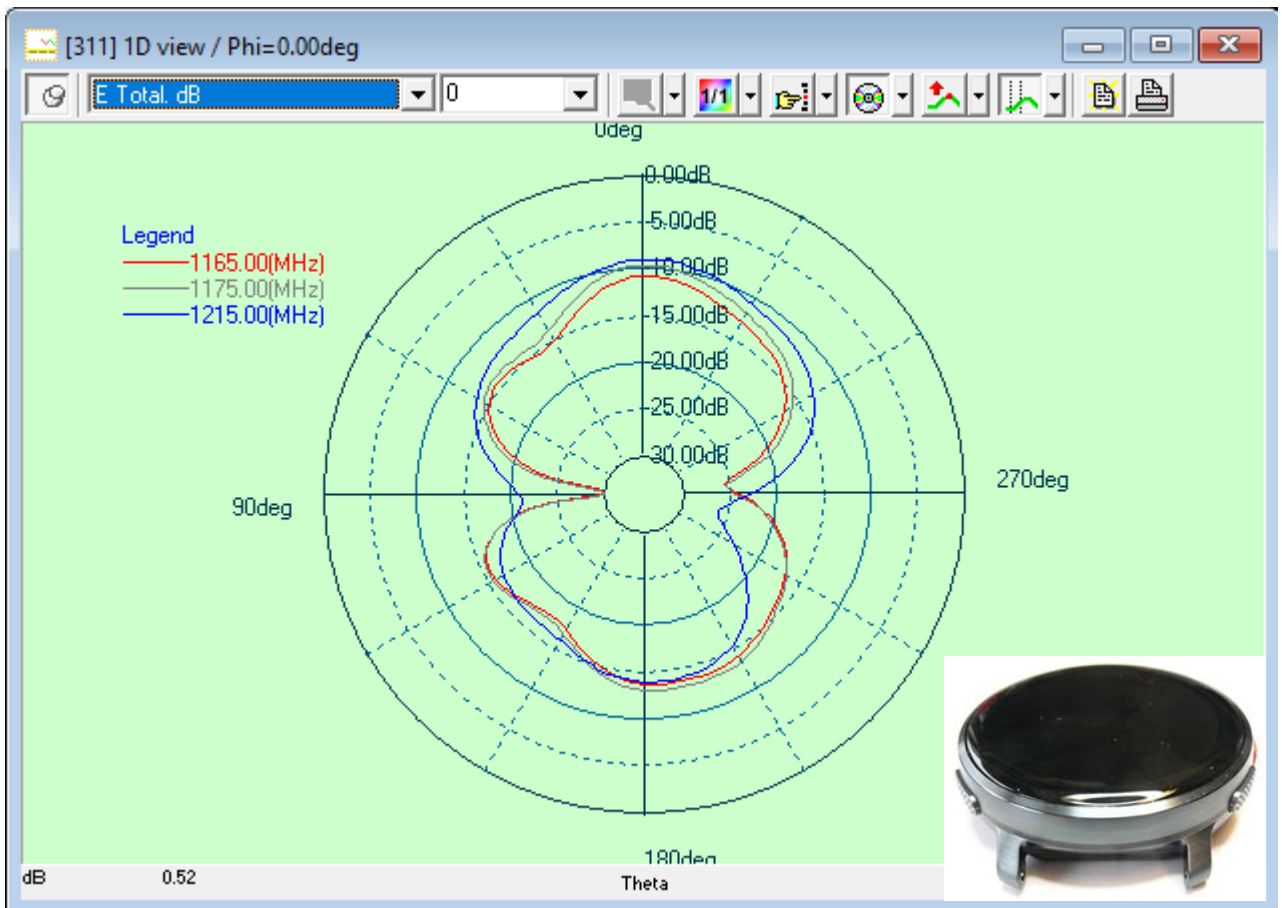 [311] 1D view / Phi=0.00deg
E Total. dB
0
1/1
0deg
0.00dB
-5.00dB
-10.00dB
-15.00dB
-20.00dB
-25.00dB
-30.00dB
Legend
1165.00(MHz)
1175.00(MHz)
1215.00(MHz)
90deg
270deg
180deg
dB
0.52
Theta